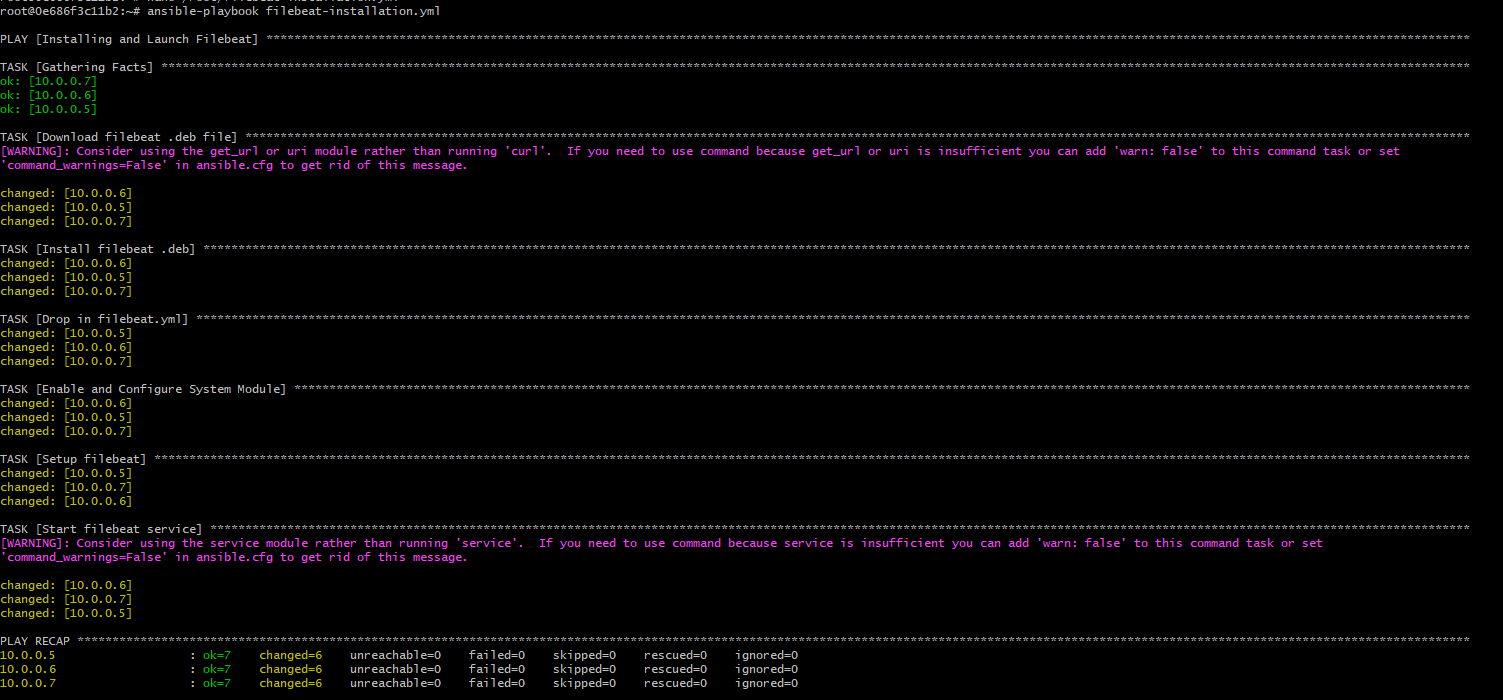 root@0e686f3c11b2:~# ansible-playbook filebeat-installation.yml
PLAY [Installing and Launch Filebeat] ****************************************************************************************************************************************************************************
TASK [Gathering Facts] *******************************************************************************************************************************************************************************************
ok: [10.0.0.7]
ok: [10.0.0.6]
ok: [10.0.0.5]
TASK [Download filebeat .deb file] *******************************************************************************************************************************************************************************
[WARNING]: Consider using the get_url or uri module rather than running 'curl'.  If you need to use command because get_url or uri is insufficient you can add 'warn: false' to this command task or set
'command_warnings=False' in ansible.cfg to get rid of this message.
changed: [10.0.0.6]
changed: [10.0.0.5]
changed: [10.0.0.7]
TASK [Install filebeat .deb] *************************************************************************************************************************************************************************************
changed: [10.0.0.6]
changed: [10.0.0.5]
changed: [10.0.0.7]
TASK [Drop in filebeat.yml] **************************************************************************************************************************************************************************************
changed: [10.0.0.5]
changed: [10.0.0.6]
changed: [10.0.0.7]
TASK [Enable and Configure System Module] ************************************************************************************************************************************************************************
changed: [10.0.0.6]
changed: [10.0.0.5]
changed: [10.0.0.7]
TASK [Setup filebeat] ********************************************************************************************************************************************************************************************
changed: [10.0.0.5]
changed: [10.0.0.7]
changed: [10.0.0.6]
TASK [Start filebeat service] ************************************************************************************************************************************************************************************
[WARNING]: Consider using the service module rather than running 'service'.  If you need to use command because service is insufficient you can add 'warn: false' to this command task or set
'command_warnings=False' in ansible.cfg to get rid of this message.
changed: [10.0.0.6]
changed: [10.0.0.7]
changed: [10.0.0.5]
PLAY RECAP *******************************************************************************************************************************************************************************************************
10.0.0.5                   : ok=7    changed=6    unreachable=0    failed=0    skipped=0    rescued=0    ignored=0
10.0.0.6                   : ok=7    changed=6    unreachable=0    failed=0    skipped=0    rescued=0    ignored=0
10.0.0.7                   : ok=7    changed=6    unreachable=0    failed=0    skipped=0    rescued=0    ignored=0